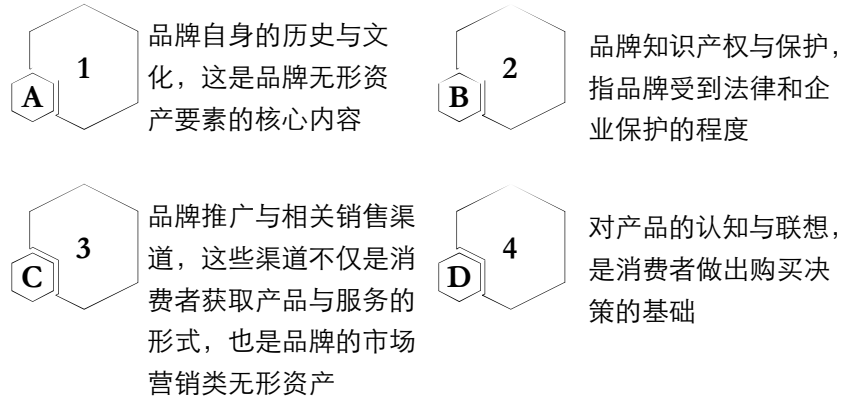 1
A
品牌自身的历史与文
化，这是品牌无形资
产要素的核心内容
2
B
品牌知识产权与保护，
指品牌受到法律和企
业保护的程度
3
C
品牌推广与相关销售渠
道，这些渠道不仅是消
费者获取产品与服务的
形式，也是品牌的市场
营销类无形资产
4
D
对产品的认知与联想，
是消费者做出购买决
策的基础